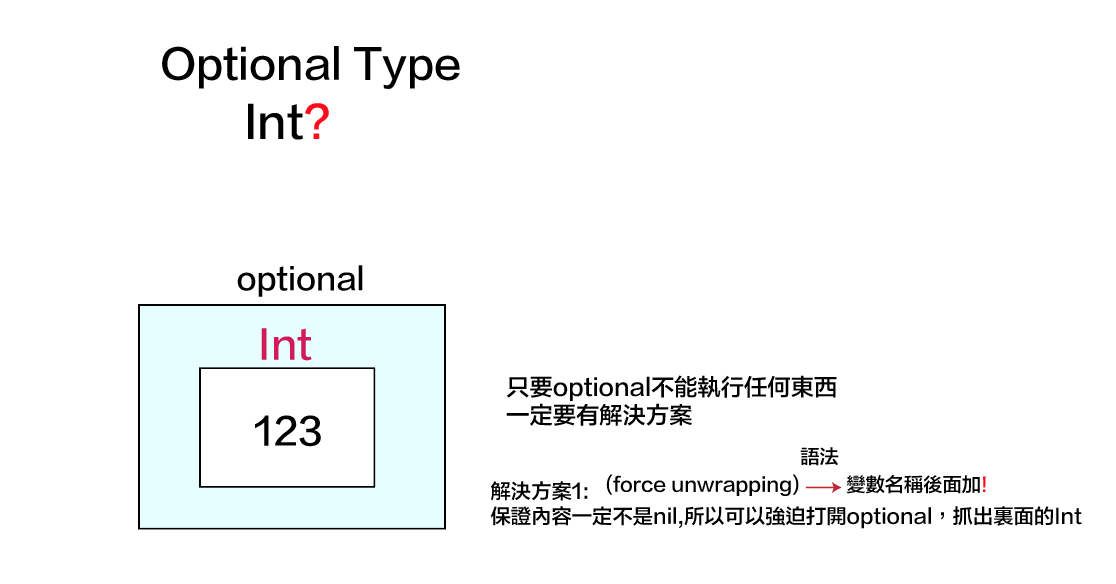 Optional Type
Int?
optional
Int
123
只要optional不能執行任何東西
一定要有解決方案
語法
解決方案1: (force unwrapping) → 變數名稱後面加!
保證內容一定不是nil,所以可以強迫打開optional，抓出裏面的Int